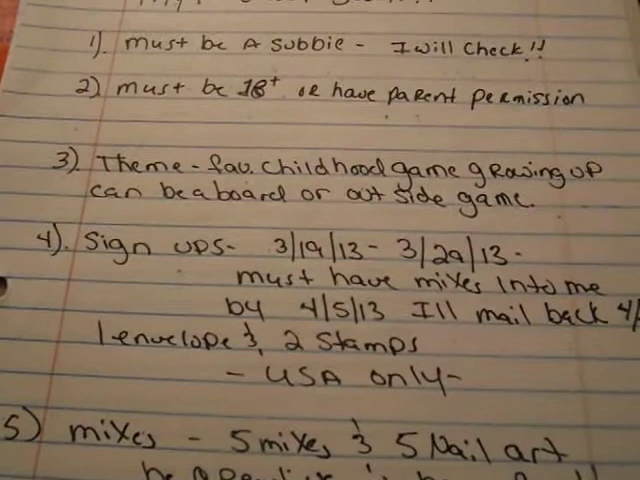 1). must be A subbie - I will check!!
2) must be 18+ or have parent permission
3). Theme - fav. childhood game growing up
can be a board or out side game.
4). Sign ups - 3/19/13 - 3/29/13 -
must have mixes into me
by 4/5/13 Ill mail back 4/
1 envelope & 2 stamps
- USA only -
5) mixes - 5 mixes & 5 Nail art
be